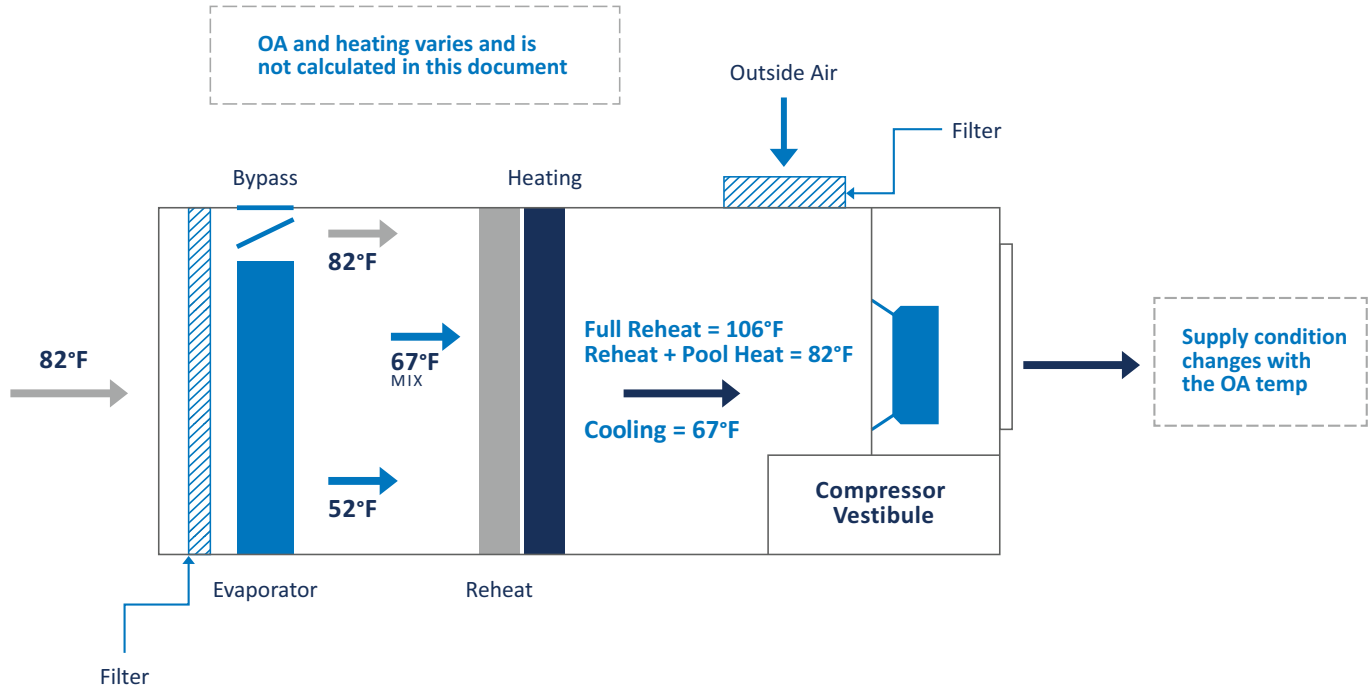 OA and heating varies and is
not calculated in this document
Outside Air
Filter
Bypass
Heating
82°F
82°F
67°F
MIX
52°F
Full Reheat = 106°F
Reheat + Pool Heat = 82°F
Cooling = 67°F
Supply condition
changes with
the OA temp
Compressor
Vestibule
Evaporator
Reheat
Filter